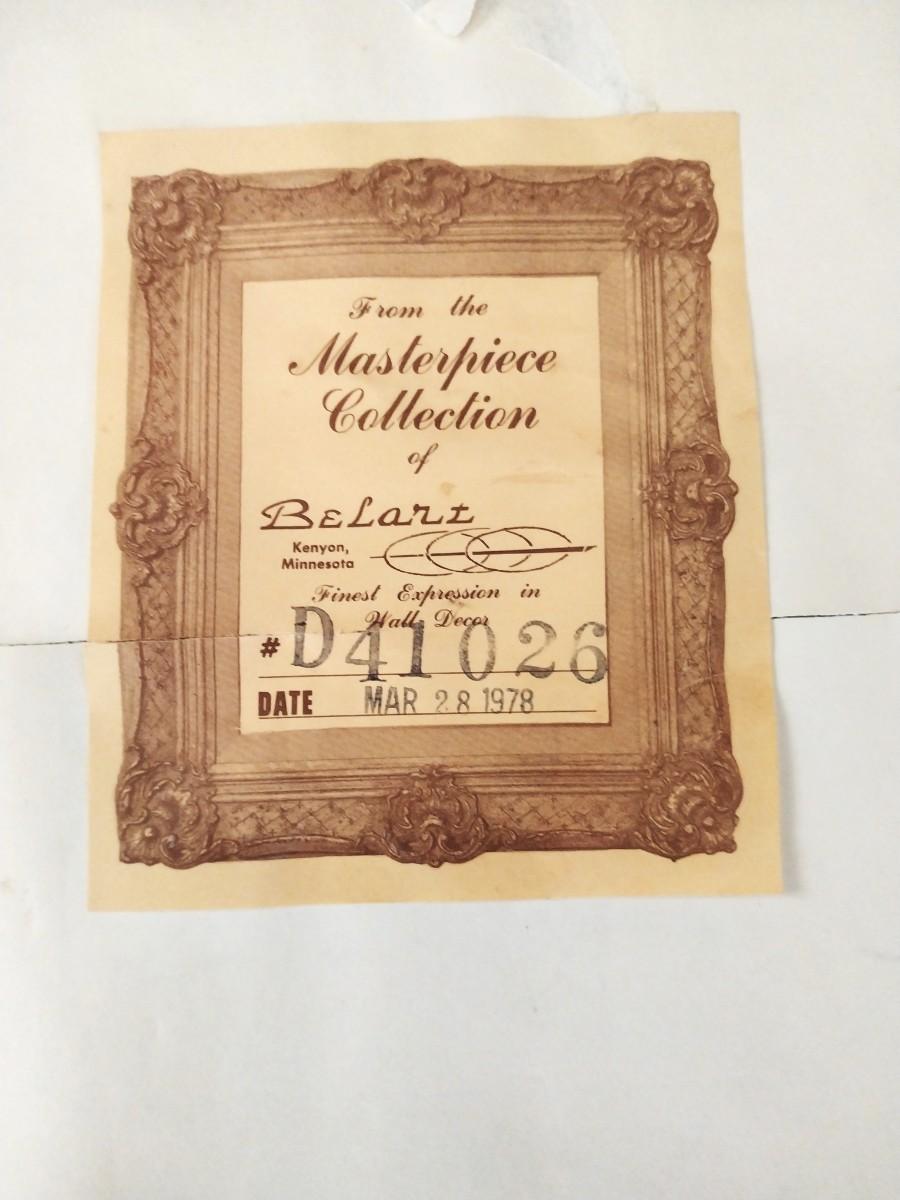 From the
Masterpiece
Collection
of
Belart
Kenyon,
Minnesota
Finest Expression in
Wall Decor
# D41026
DATE MAR 28 1978